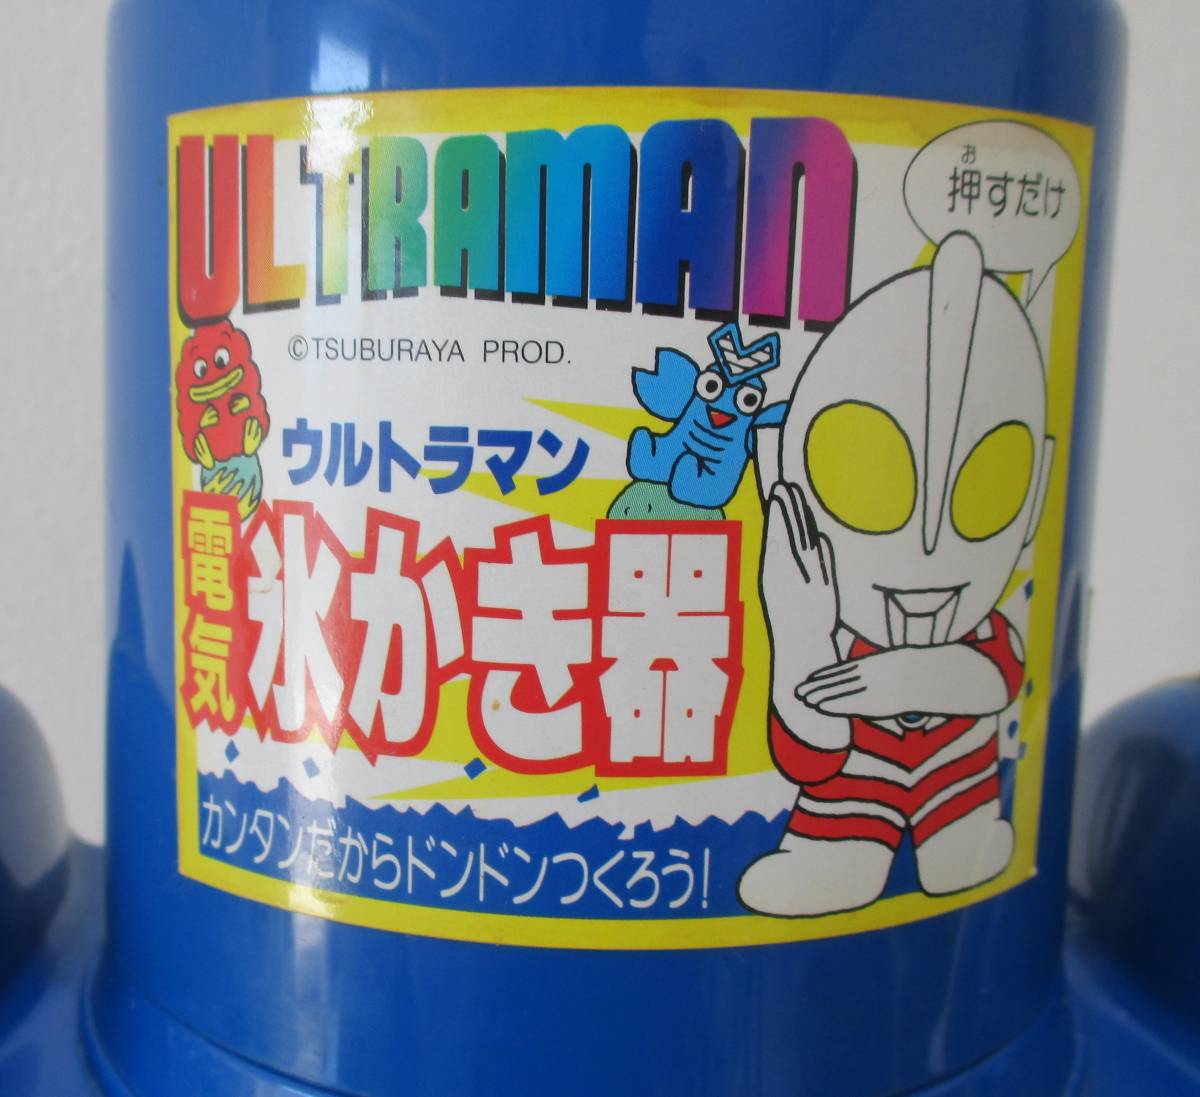 ULTRAMAN
お
押すだけ
©TSUBURAYA PROD.
ウルトラマン
電気
氷かき器
カンタンだからドンドンつくろう!